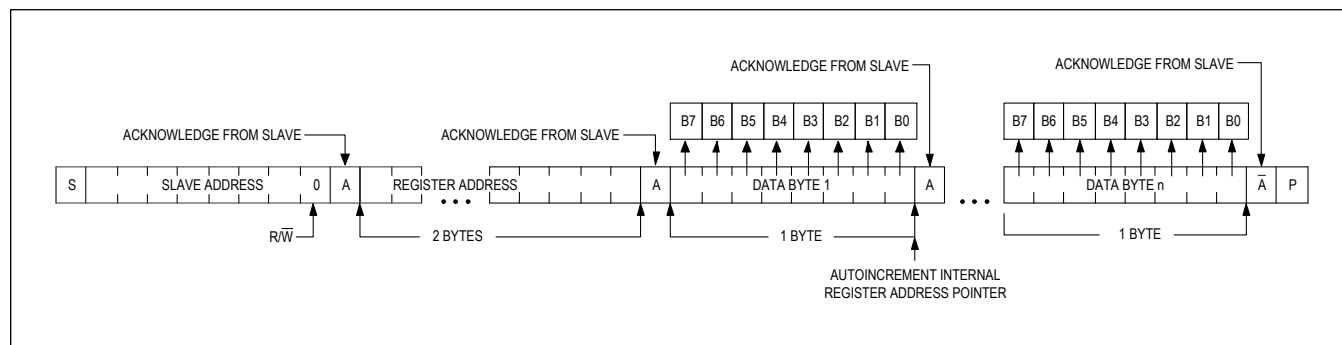 ACKNOWLEDGE FROM SLAVE
ACKNOWLEDGE FROM SLAVE
B7 B6 B5 B4 B3 B2 B1 B0
B7 B6 B5 B4 B3 B2 B1 B0
ACKNOWLEDGE FROM SLAVE
ACKNOWLEDGE FROM SLAVE
S SLAVE ADDRESS 0 A REGISTER ADDRESS ... A DATA BYTE 1 A ... DATA BYTE n A̅ P
R/W̅
2 BYTES
1 BYTE
1 BYTE
AUTOINCREMENT INTERNAL
REGISTER ADDRESS POINTER